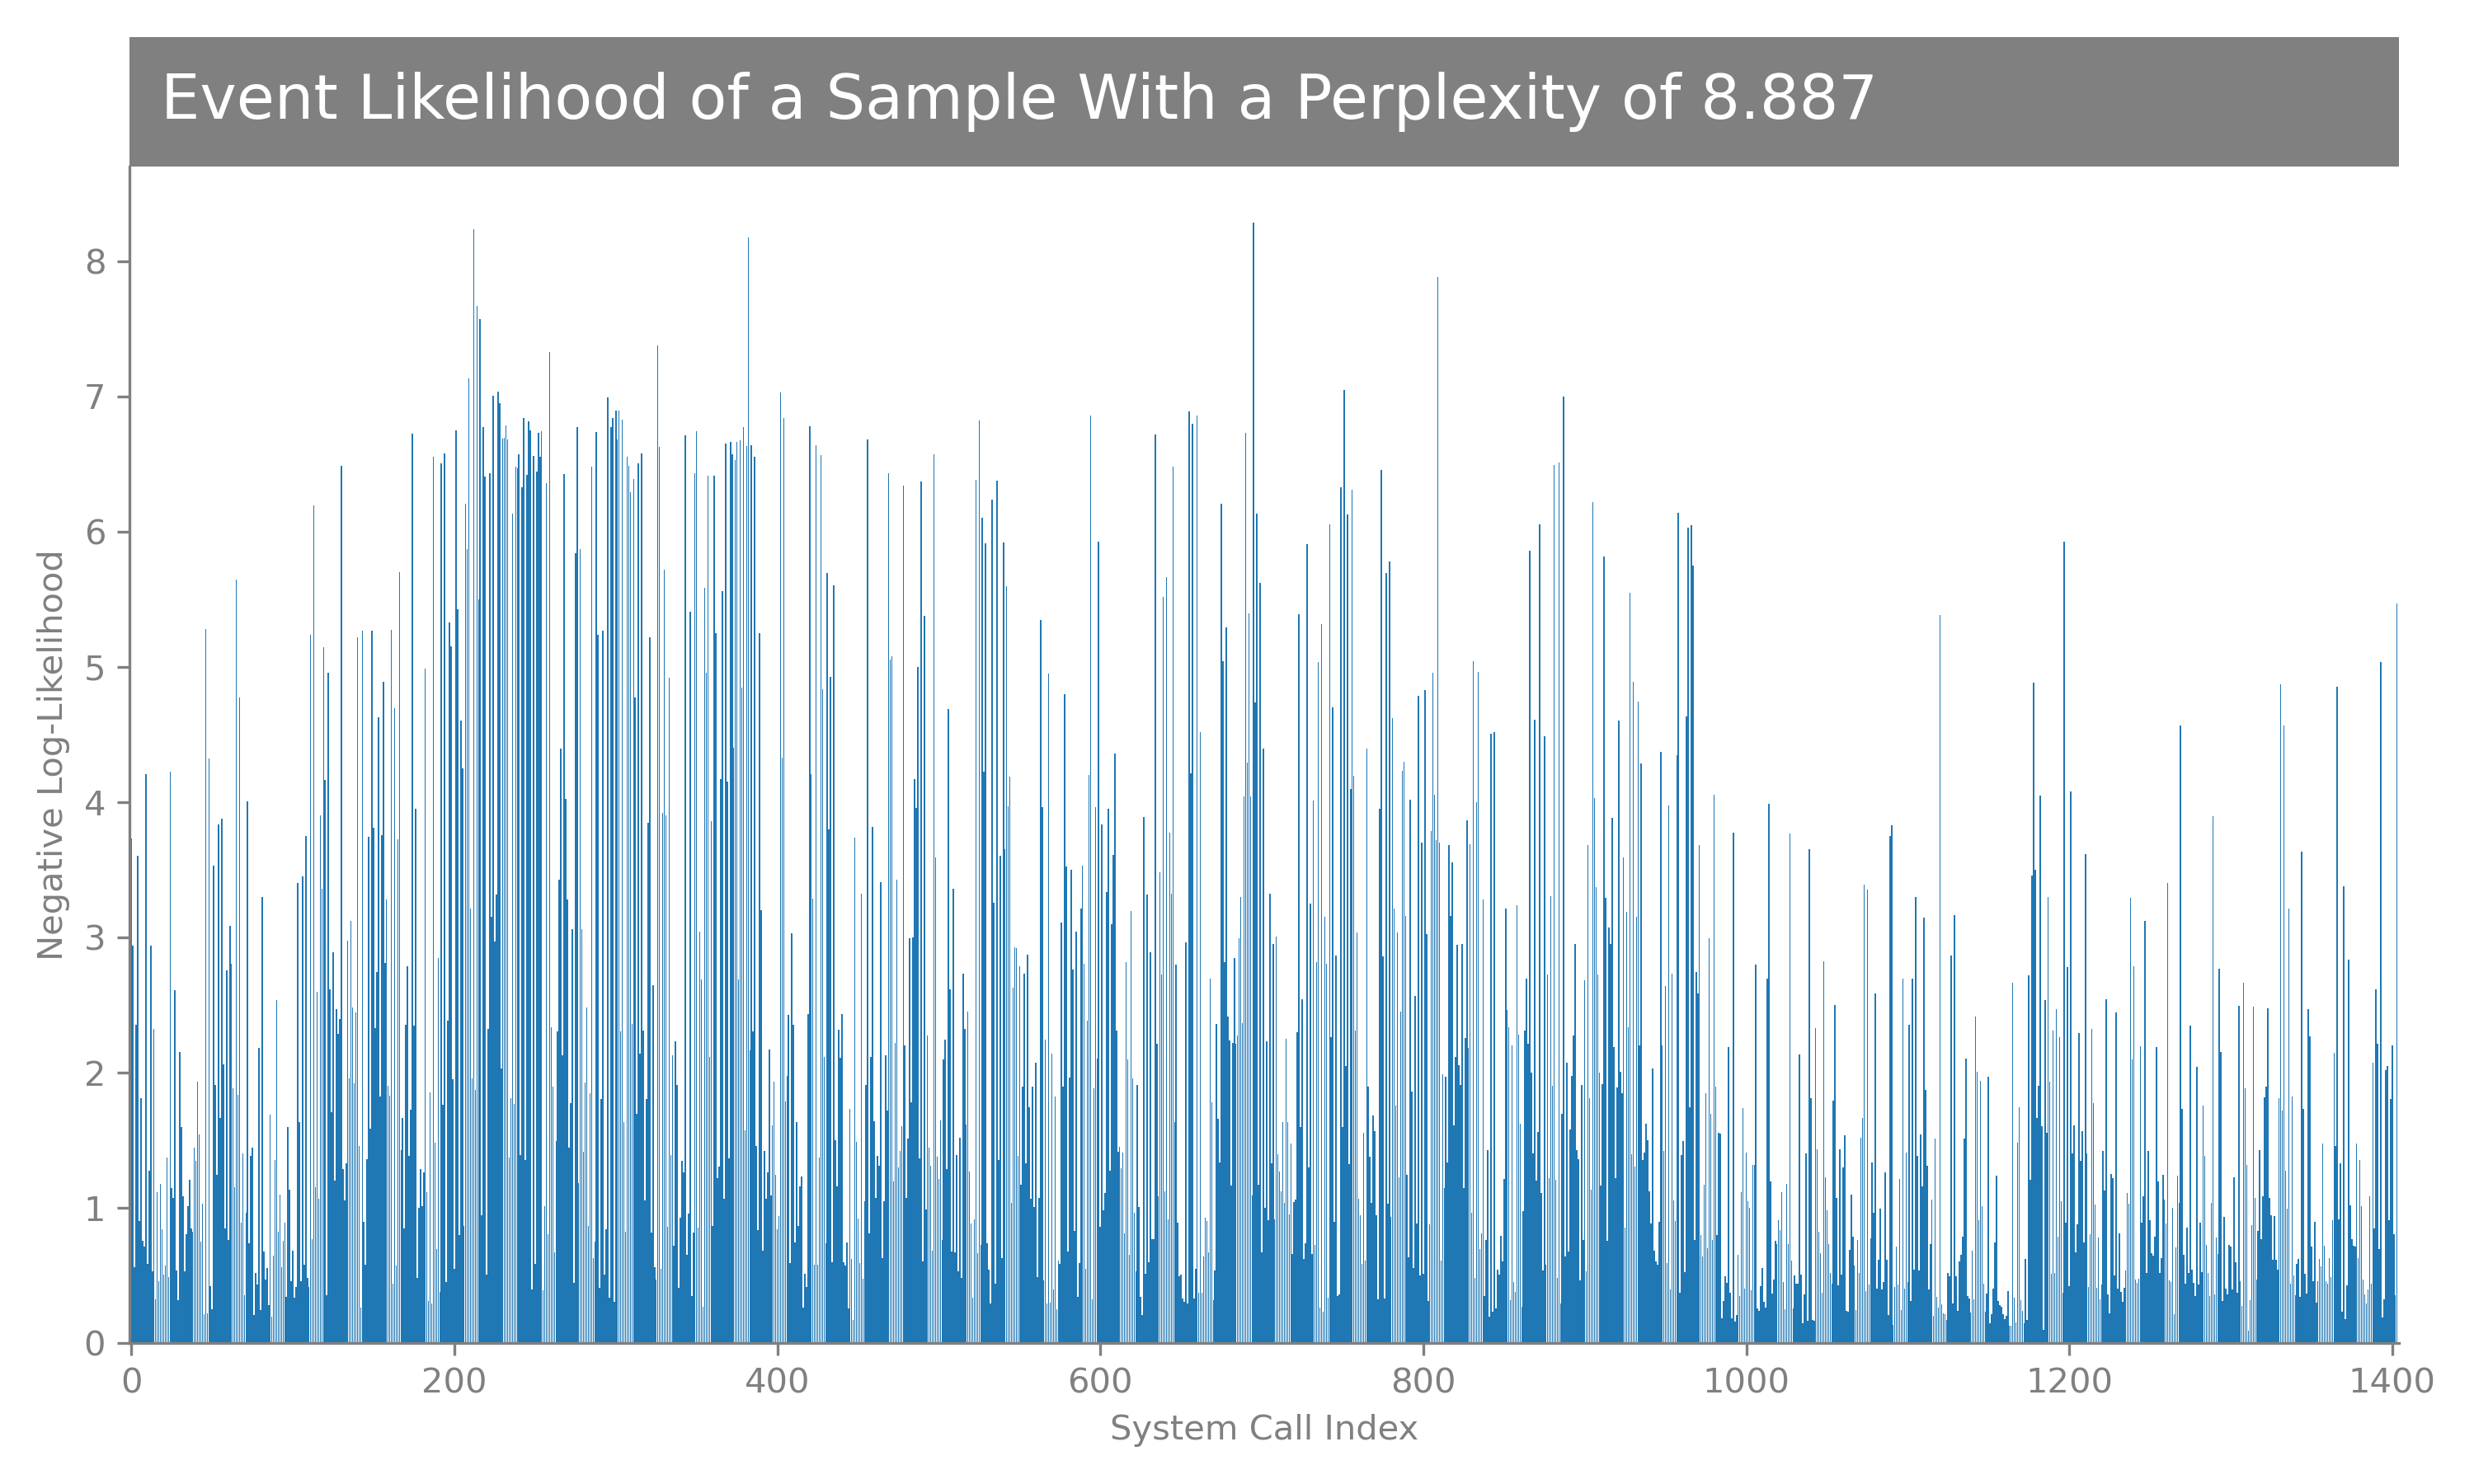 Event Likelihood of a Sample With a Perplexity of 8.887
8
7
6
5
4
3
2
1
0
Negative Log-Likelihood
0 200 400 600 800 1000 1200 1400
System Call Index